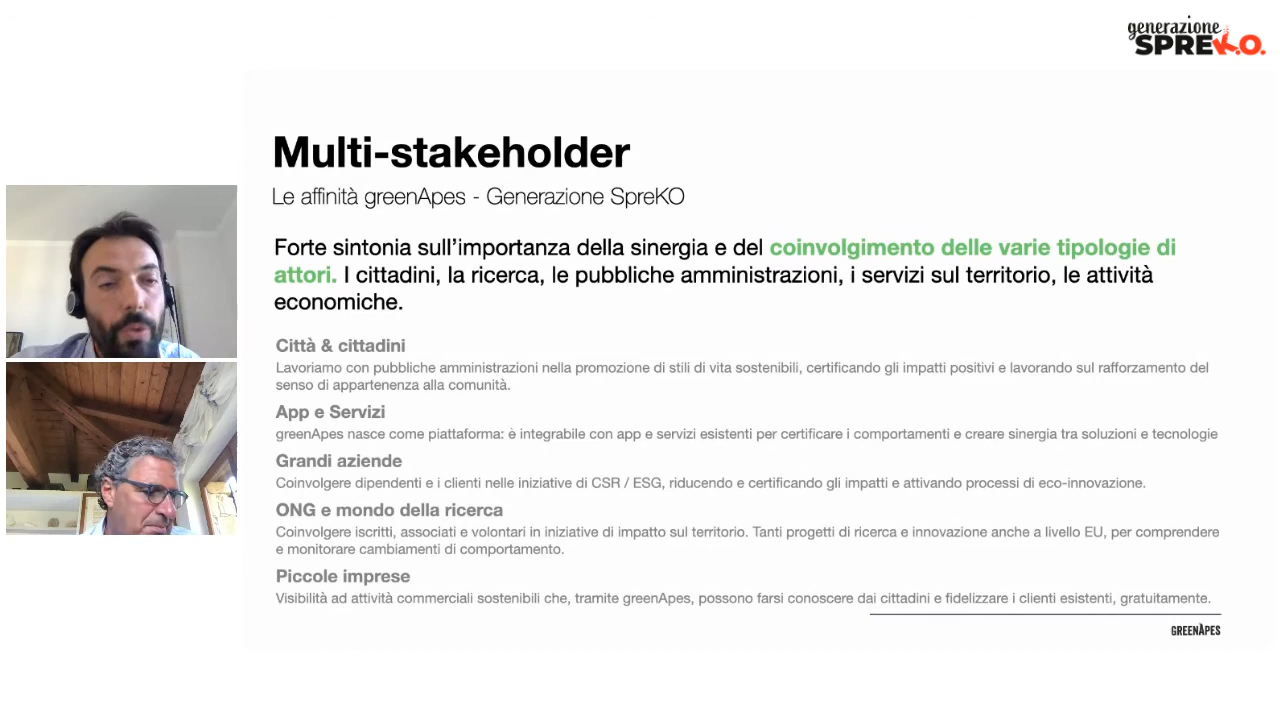 generazione
SPREK.O.
Multi-stakeholder
Le affinità greenApes - Generazione SpreKO
Forte sintonia sull’importanza della sinergia e del coinvolgimento delle varie tipologie di
attori. I cittadini, la ricerca, le pubbliche amministrazioni, i servizi sul territorio, le attività
economiche.
Città & cittadini
Lavoriamo con pubbliche amministrazioni nella promozione di stili di vita sostenibili, certificando gli impatti positivi e lavorando sul rafforzamento del
senso di appartenenza alla comunità.
App e Servizi
greenApes nasce come piattaforma: è integrabile con app e servizi esistenti per certificare i comportamenti e creare sinergia tra soluzioni e tecnologie
Grandi aziende
Coinvolgere dipendenti e i clienti nelle iniziative di CSR / ESG, riducendo e certificando gli impatti e attivando processi di eco-innovazione.
ONG e mondo della ricerca
Coinvolgere iscritti, associati e volontari in iniziative di impatto sul territorio. Tanti progetti di ricerca e innovazione anche a livello EU, per comprendere
e monitorare cambiamenti di comportamento.
Piccole imprese
Visibilità ad attività commerciali sostenibili che, tramite greenApes, possono farsi conoscere dai cittadini e fidelizzare i clienti esistenti, gratuitamente.
GREENAPES